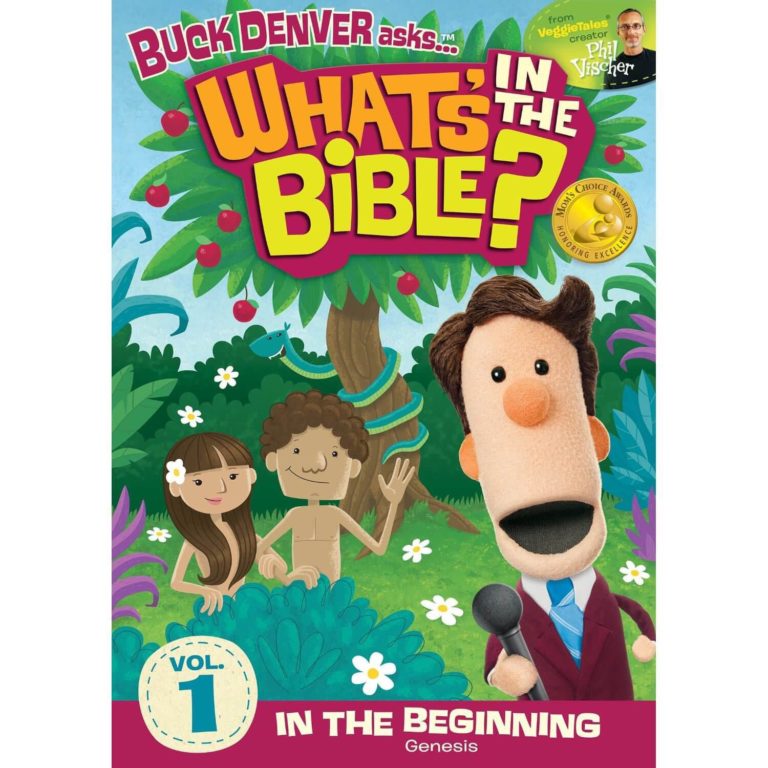 BUCK DENVER asks...™
WHAT'S IN THE
BiBLE?
from
VeggieTales®
creator
Phil
Vischer
MOM'S CHOICE AWARDS
HONORING EXCELLENCE
VOL.
1
IN THE BEGINNING
Genesis